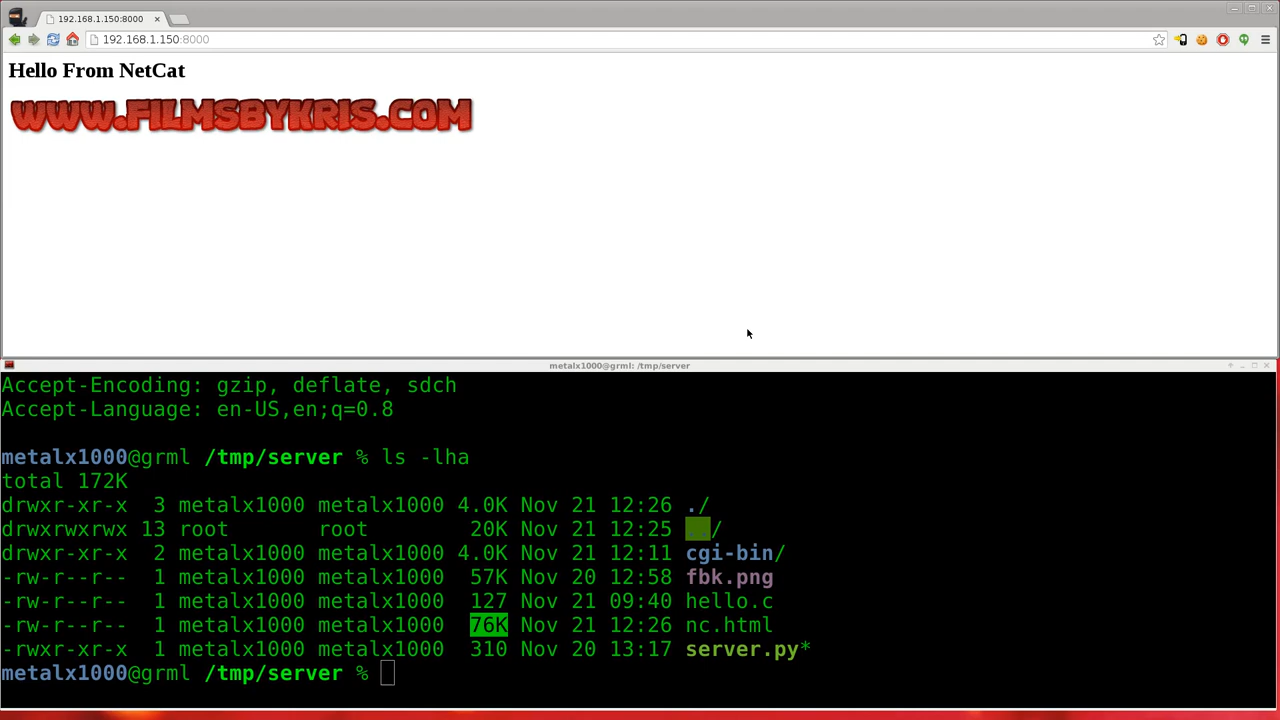 192.168.1.150:8000
192.168.1.150:8000
Hello From NetCat
WWW.FILMSBYKRIS.COM
metalx1000@grml: /tmp/server
Accept-Encoding: gzip, deflate, sdch
Accept-Language: en-US,en;q=0.8
metalx1000@grml /tmp/server % ls -lha
total 172K
drwxr-xr-x 3 metalx1000 metalx1000 4.0K Nov 21 12:26 ./
drwxrwxrwx 13 root root 20K Nov 21 12:25 ../
drwxr-xr-x 2 metalx1000 metalx1000 4.0K Nov 21 12:11 cgi-bin/
-rw-r--r-- 1 metalx1000 metalx1000 57K Nov 20 12:58 fbk.png
-rw-r--r-- 1 metalx1000 metalx1000 127 Nov 21 09:40 hello.c
-rw-r--r-- 1 metalx1000 metalx1000 76K Nov 21 12:26 nc.html
-rwxr-xr-x 1 metalx1000 metalx1000 310 Nov 20 13:17 server.py*
metalx1000@grml /tmp/server %